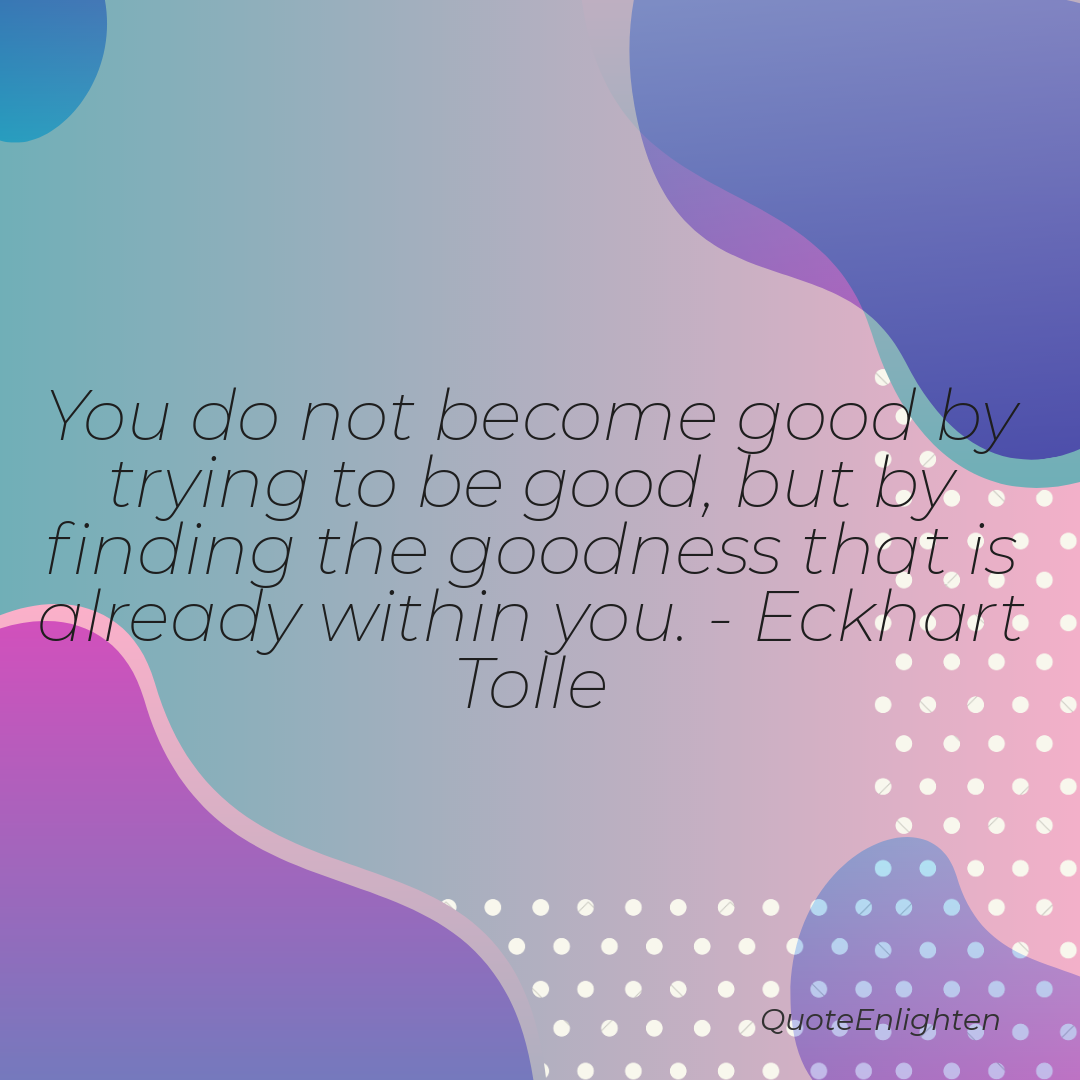 You do not become good by
trying to be good, but by
finding the goodness that is
already within you. - Eckhart
Tolle
QuoteEnlighten